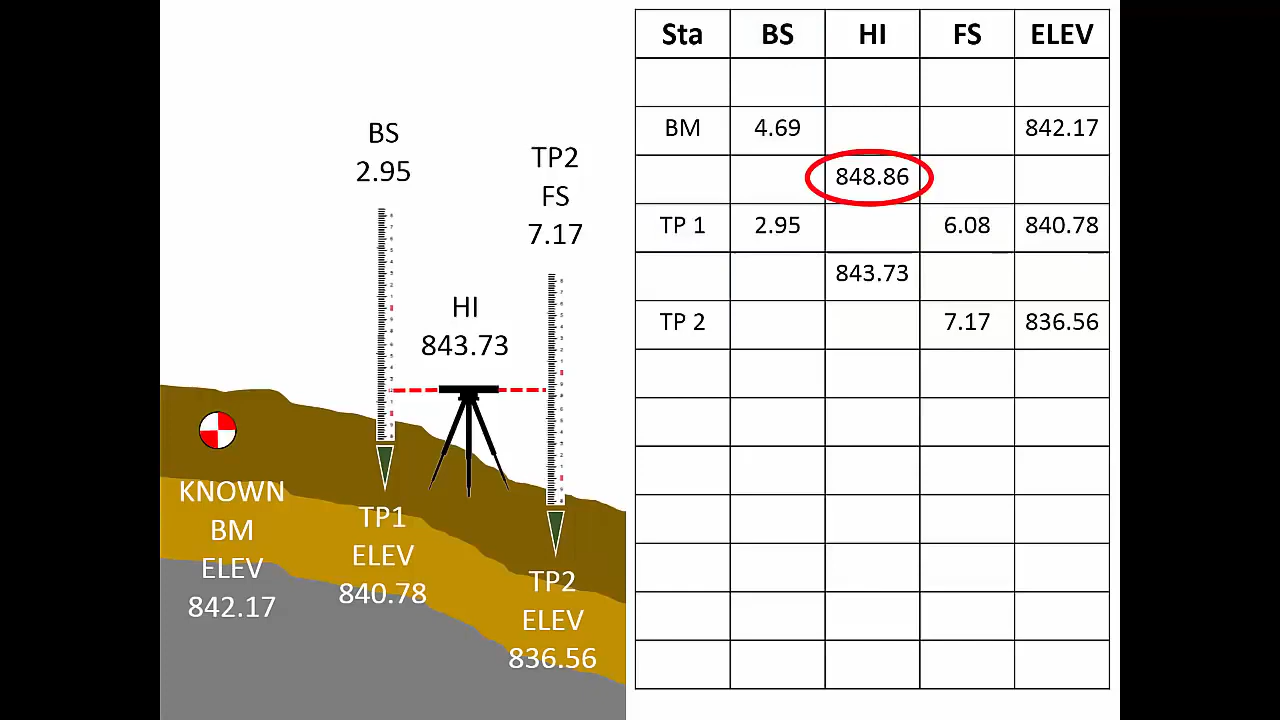 BS
2.95
TP2
FS
7.17
HI
843.73
KNOWN
BM
ELEV
842.17
TP1
ELEV
840.78
TP2
ELEV
836.56
Sta BS HI FS ELEV
BM 4.69 842.17
848.86
TP 1 2.95 6.08 840.78
843.73
TP 2 7.17 836.56